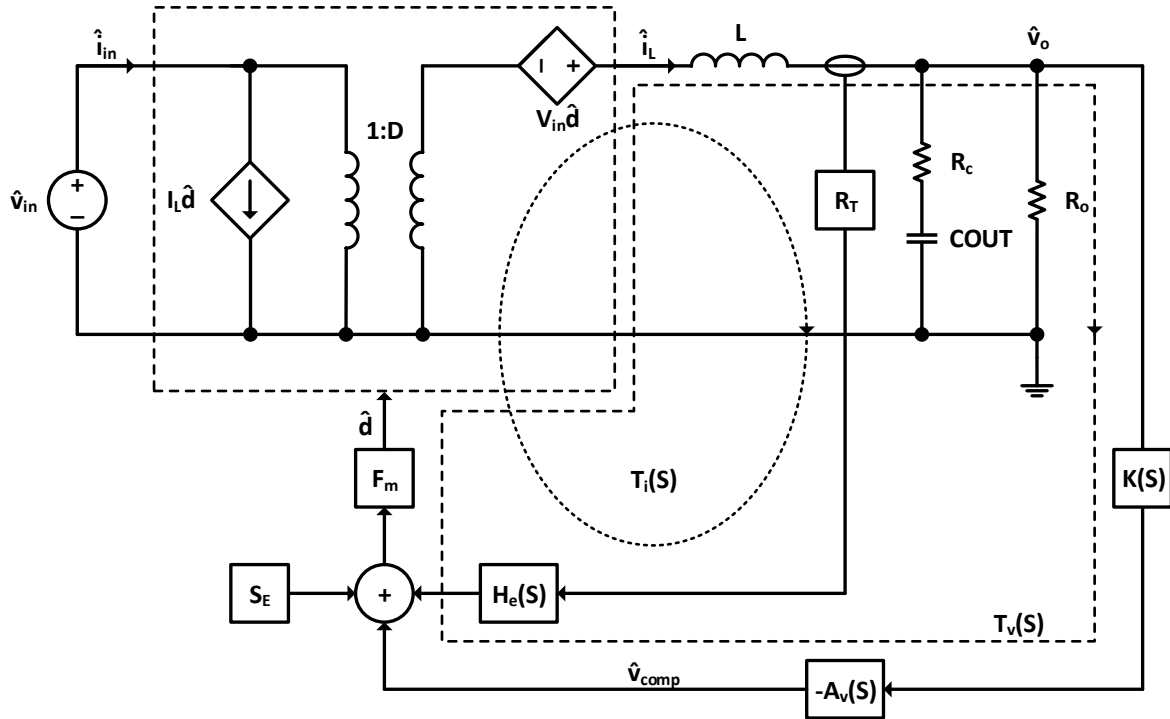 î_in
î_L
L
v̂_o
V_in d̂
1:D
R_c
v̂_in
I_L d̂
R_T
R_o
COUT
d̂
F_m
T_i(S)
K(S)
S_E
+
H_e(S)
T_v(S)
v̂_comp
-A_v(S)